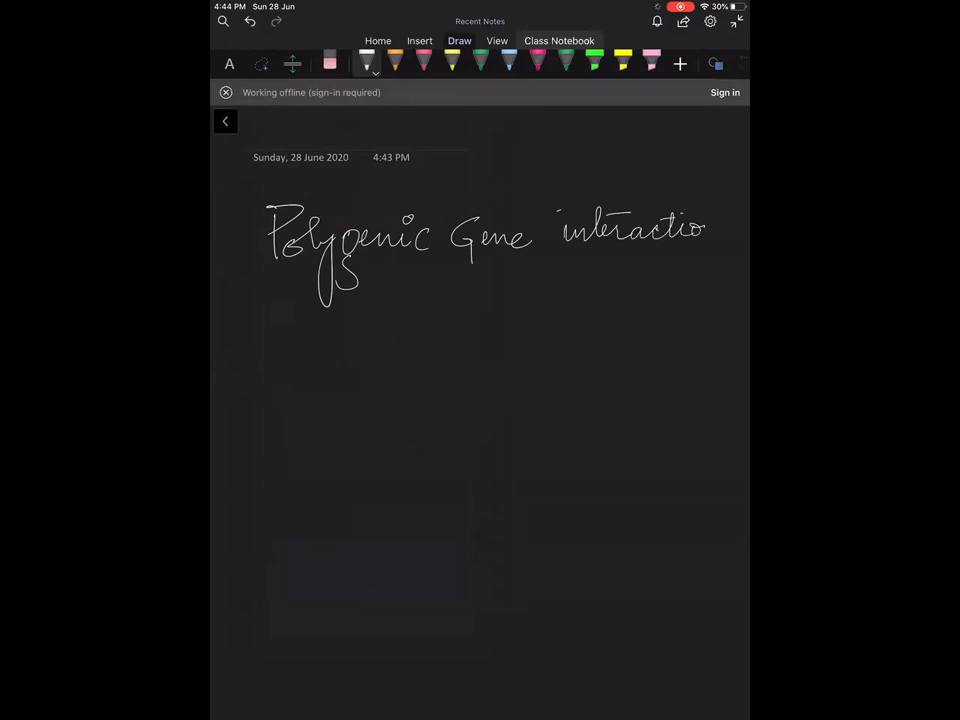 4:44 PM Sun 28 Jun 30%
Recent Notes
Home Insert Draw View Class Notebook
A
Working offline (sign-in required) Sign in
Sunday, 28 June 2020 4:43 PM
Polygenic Gene interactio